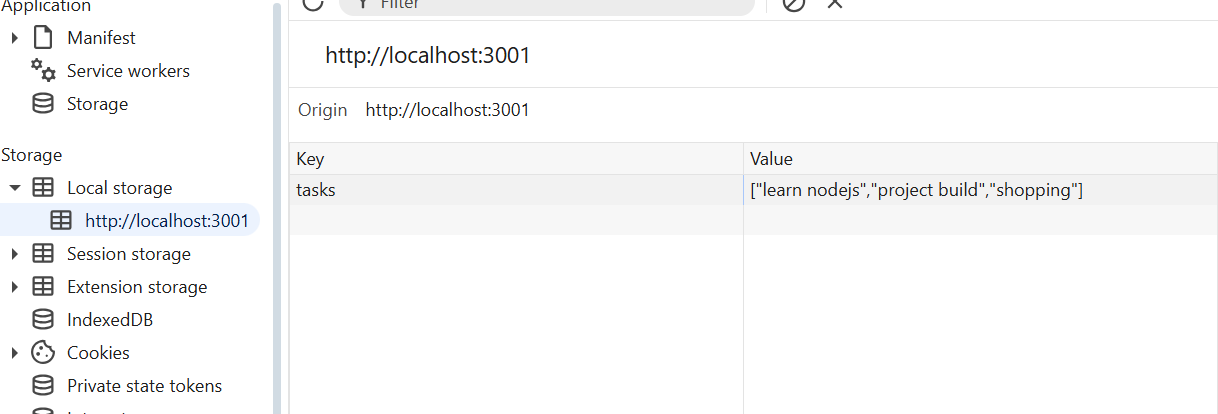 Application
Filter
Manifest
Service workers
Storage
http://localhost:3001
Origin http://localhost:3001
Storage
Key Value
Local storage
tasks ["learn nodejs","project build","shopping"]
http://localhost:3001
Session storage
Extension storage
IndexedDB
Cookies
Private state tokens